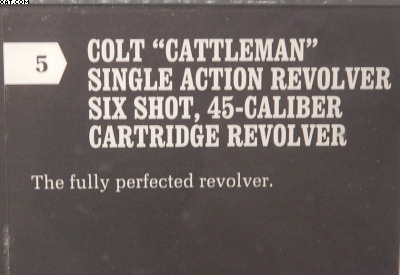 5
COLT “CATTLEMAN”
SINGLE ACTION REVOLVER
SIX SHOT, 45-CALIBER
CARTRIDGE REVOLVER
The fully perfected revolver.